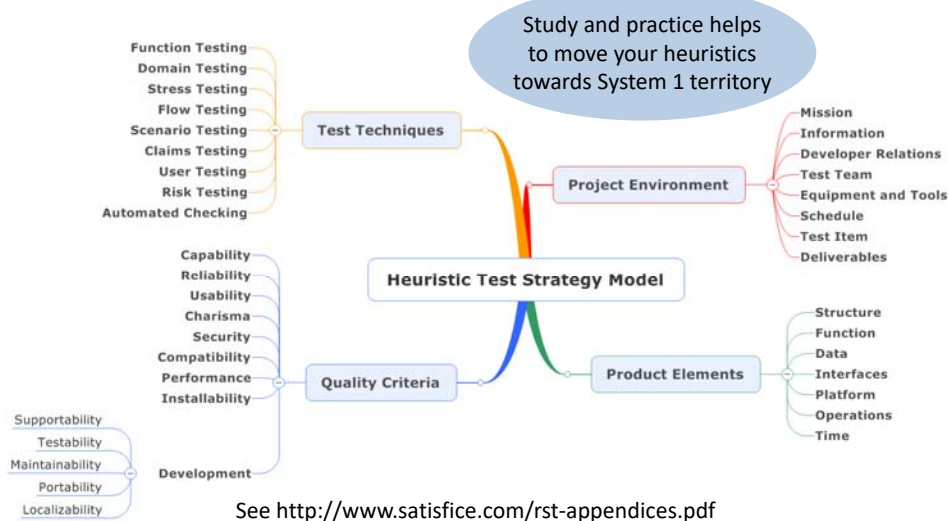 Study and practice helps
to move your heuristics
towards System 1 territory
Function Testing
Domain Testing
Stress Testing
Flow Testing
Scenario Testing
Claims Testing
User Testing
Risk Testing
Automated Checking
Test Techniques
Project Environment
Mission
Information
Developer Relations
Test Team
Equipment and Tools
Schedule
Test Item
Deliverables
Heuristic Test Strategy Model
Capability
Reliability
Usability
Charisma
Security
Compatibility
Performance
Installability
Development
Quality Criteria
Supportability
Testability
Maintainability
Portability
Localizability
Product Elements
Structure
Function
Data
Interfaces
Platform
Operations
Time
See http://www.satisfice.com/rst-appendices.pdf